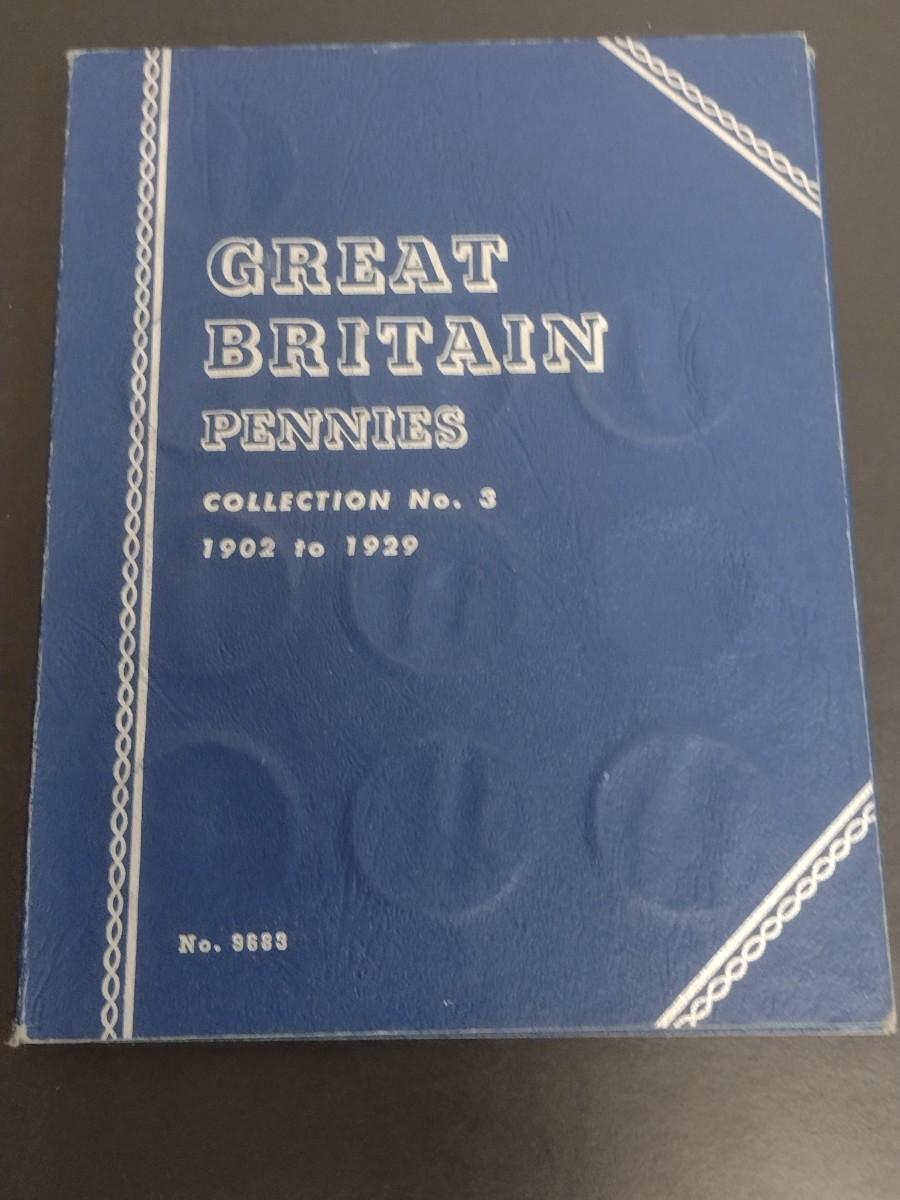 GREAT
BRITAIN
PENNIES
COLLECTION No. 3
1902 to 1929
No. 9683